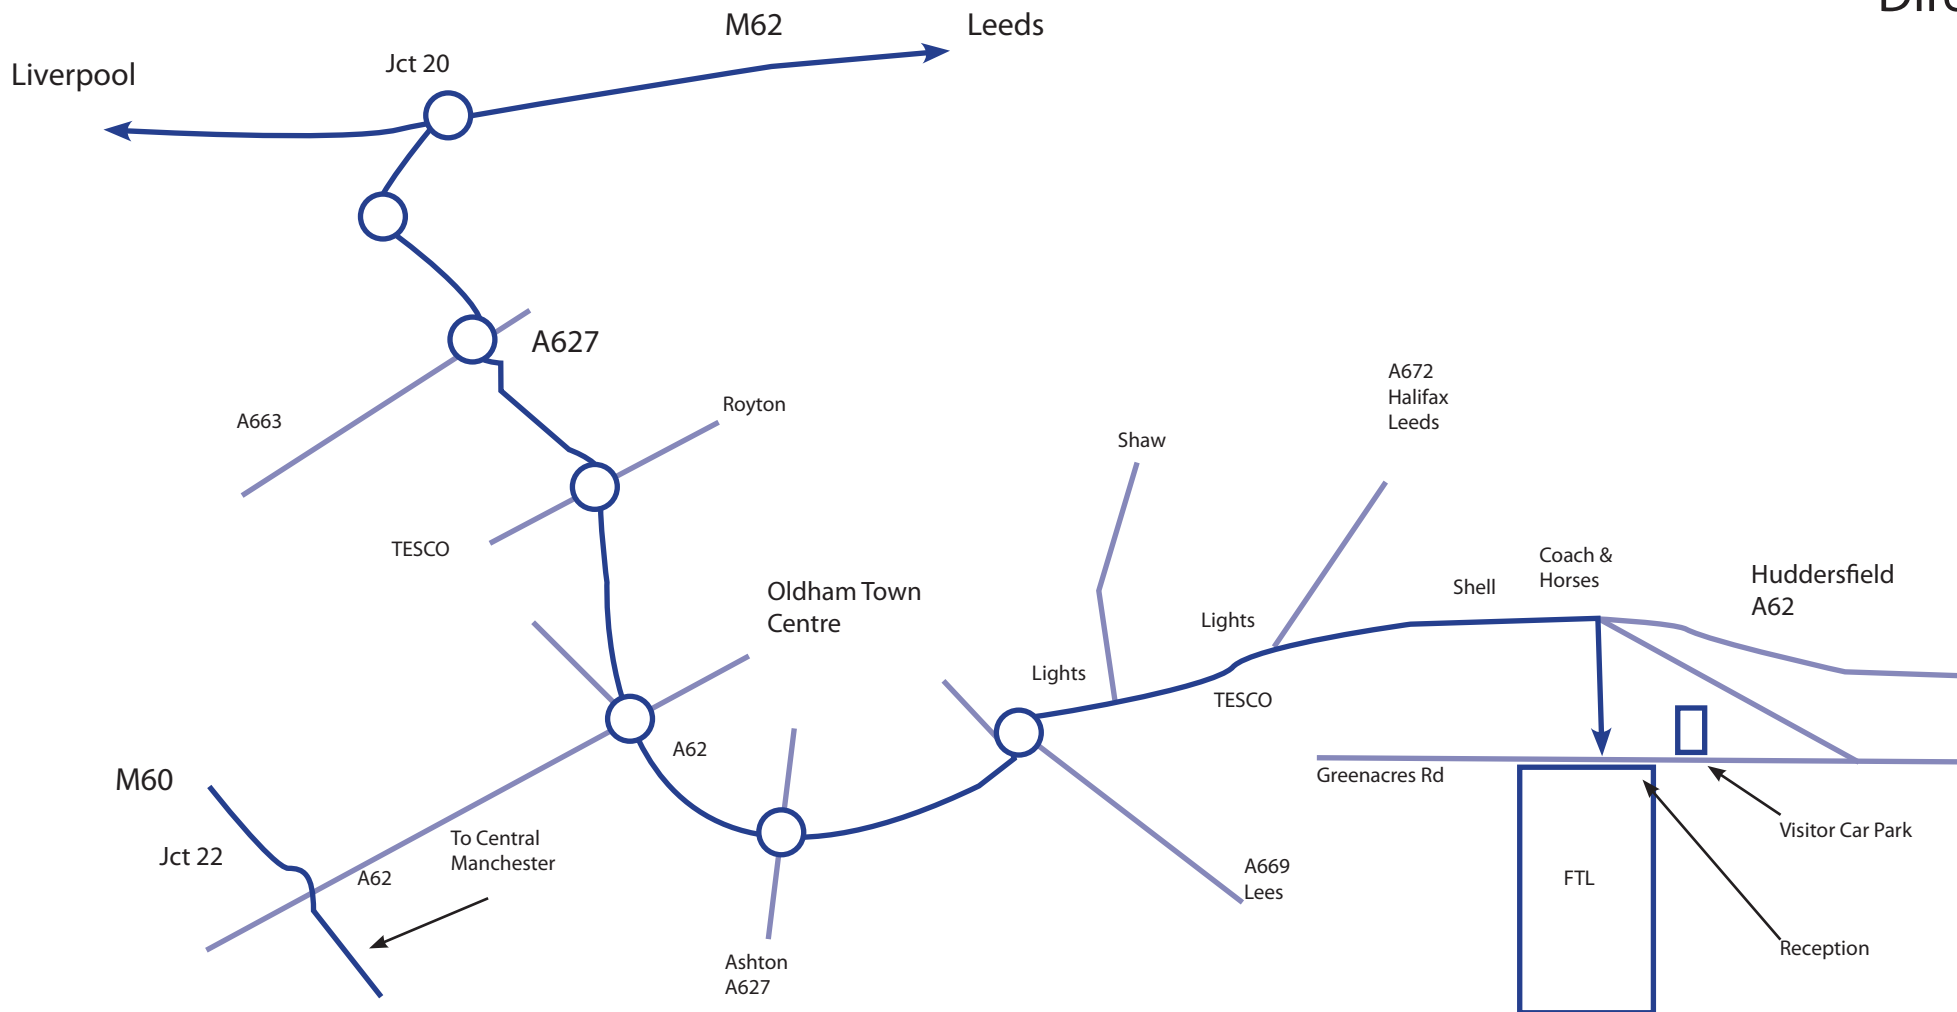 M62
Leeds
Jct 20
Liverpool
A627
A672
Halifax
Leeds
A663
Royton
Shaw
TESCO
Coach &
Horses
Shell
Huddersfield
A62
Oldham Town
Centre
Lights
Lights
TESCO
A62
M60
Greenacres Rd
To Central
Manchester
Visitor Car Park
Jct 22
A62
A669
Lees
FTL
Reception
Ashton
A627